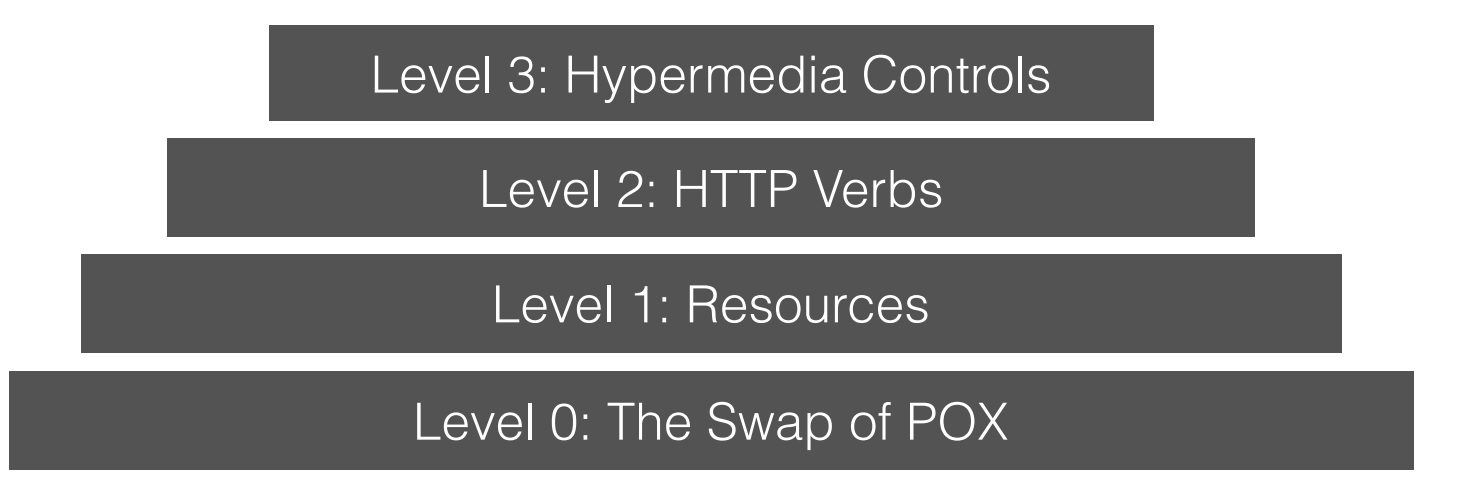 Level 3: Hypermedia Controls
Level 2: HTTP Verbs
Level 1: Resources
Level 0: The Swap of POX